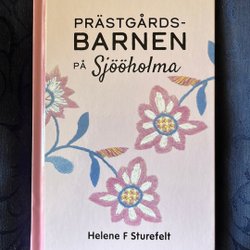 PRÄSTGÅRDS-
BARNEN
PÅ Sjööholma
Helene F Sturefelt